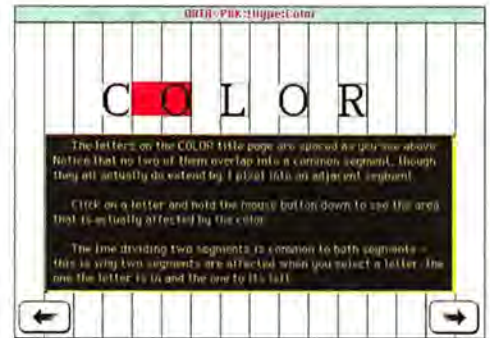 DATA-PAK:Hype:Color
C O L O R
The letters on the COLOR title page are spaced as you see above.
Notice that no two of them overlap into a common segment, though
they all actually do extend by 1 pixel into an adjacent segment.
Click on a letter and hold the mouse button down to see the area
that is actually affected by the color.
The line dividing two segments is common to both segments -
this is why two segments are affected when you select a letter: the
one the letter is in and the one to its left.